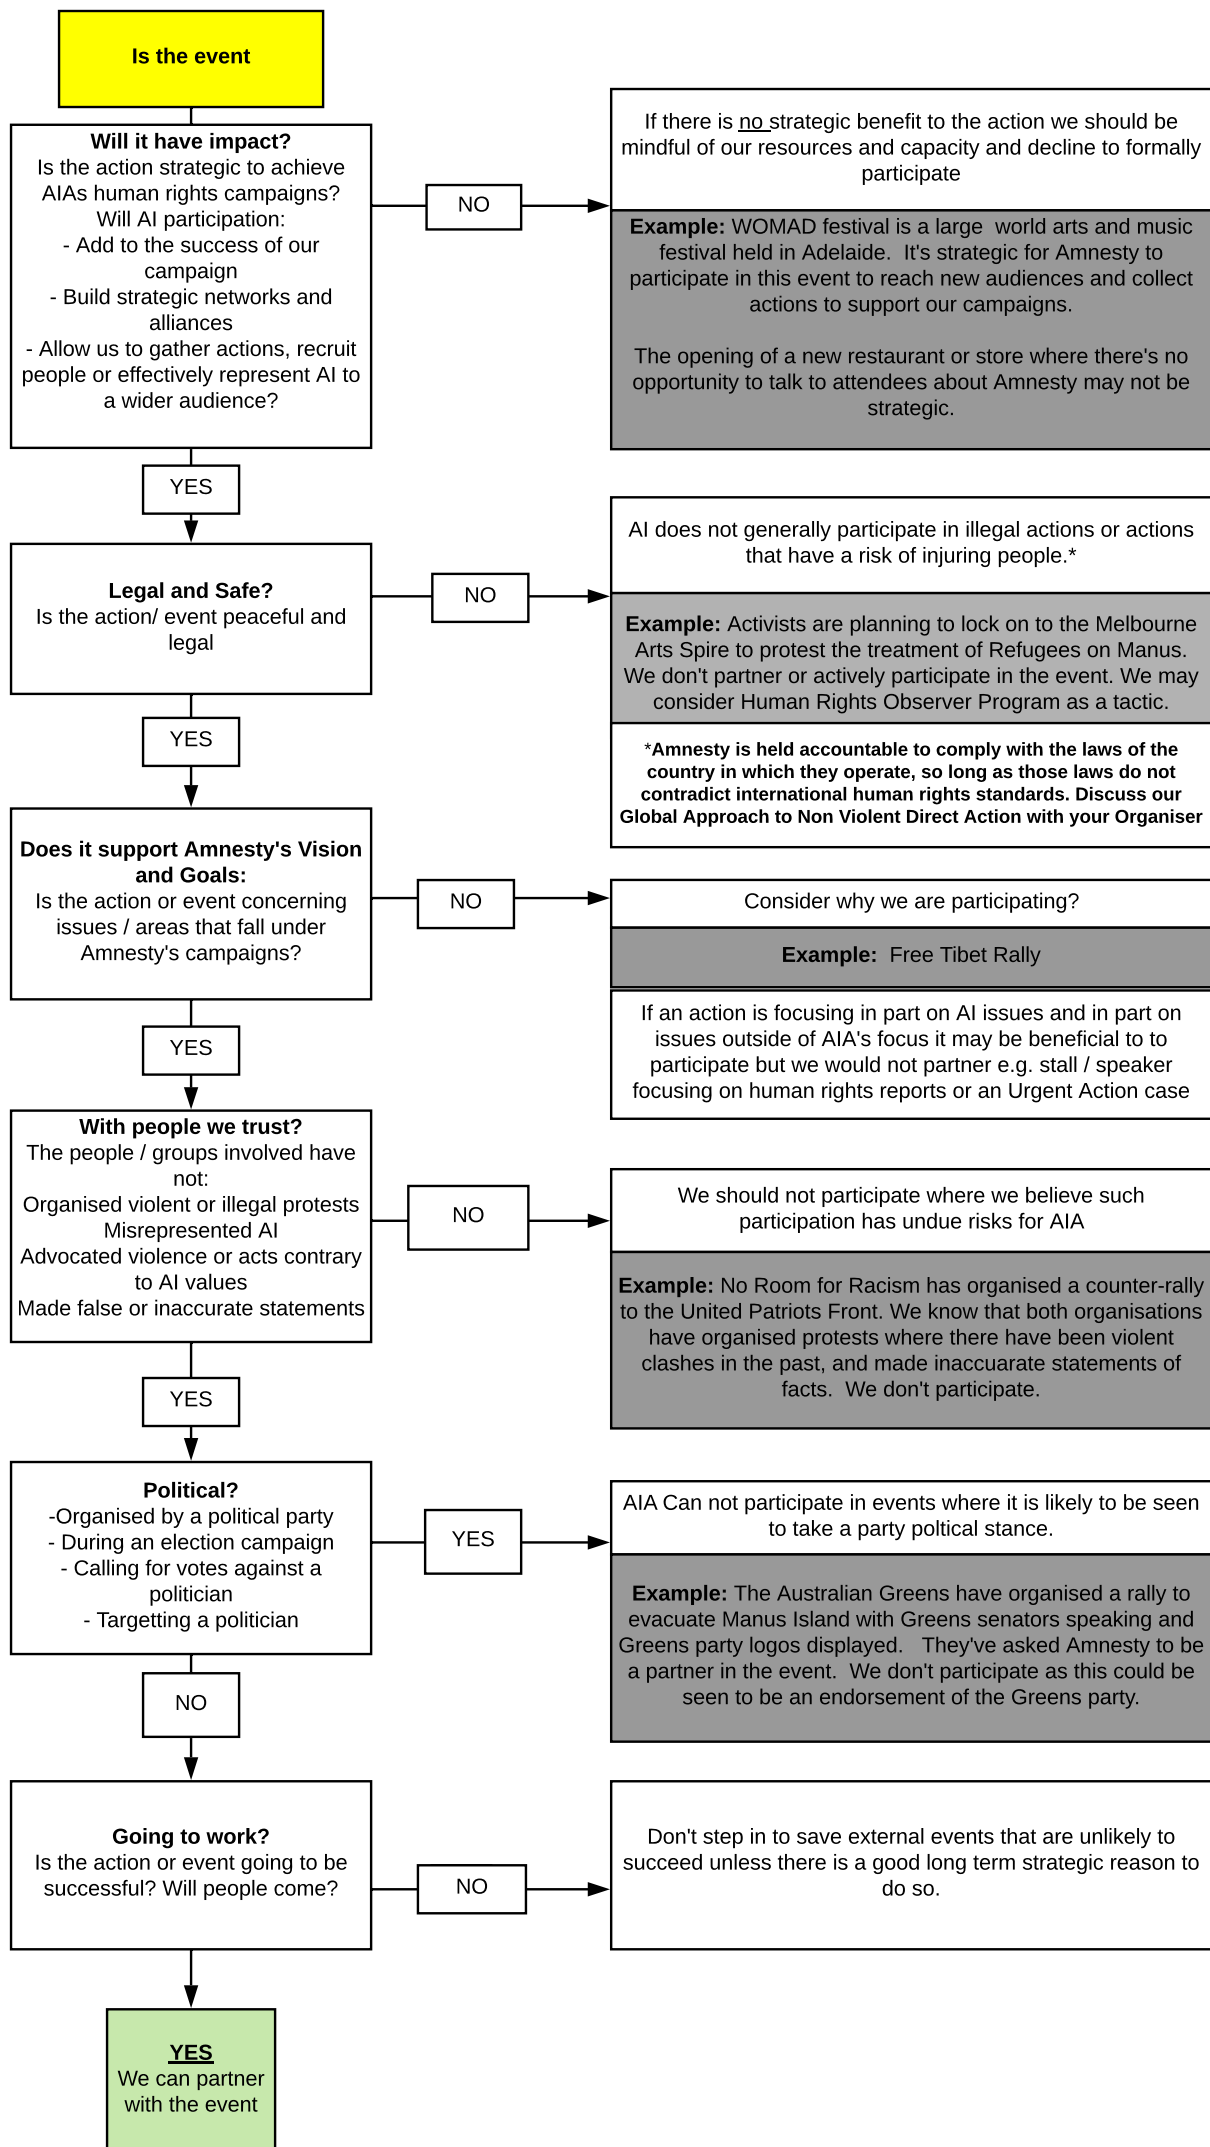 Is the event
Will it have impact?
Is the action strategic to achieve
AIAs human rights campaigns?
Will AI participation:
- Add to the success of our
campaign
- Build strategic networks and
alliances
- Allow us to gather actions, recruit
people or effectively represent AI to
a wider audience?
NO
If there is no strategic benefit to the action we should be
mindful of our resources and capacity and decline to formally
participate
Example: WOMAD festival is a large  world arts and music
festival held in Adelaide.  It's strategic for Amnesty to
participate in this event to reach new audiences and collect
actions to support our campaigns.
The opening of a new restaurant or store where there's no
opportunity to talk to attendees about Amnesty may not be
strategic.
YES
Legal and Safe?
Is the action/ event peaceful and
legal
NO
AI does not generally participate in illegal actions or actions
that have a risk of injuring people.*
Example: Activists are planning to lock on to the Melbourne
Arts Spire to protest the treatment of Refugees on Manus.
We don't partner or actively participate in the event. We may
consider Human Rights Observer Program as a tactic.
*Amnesty is held accountable to comply with the laws of the
country in which they operate, so long as those laws do not
contradict international human rights standards. Discuss our
Global Approach to Non Violent Direct Action with your Organiser
YES
Does it support Amnesty's Vision
and Goals:
Is the action or event concerning
issues / areas that fall under
Amnesty's campaigns?
NO
Consider why we are participating?
Example:  Free Tibet Rally
If an action is focusing in part on AI issues and in part on
issues outside of AIA's focus it may be beneficial to to
participate but we would not partner e.g. stall / speaker
focusing on human rights reports or an Urgent Action case
YES
With people we trust?
The people / groups involved have
not:
Organised violent or illegal protests
Misrepresented AI
Advocated violence or acts contrary
to AI values
Made false or inaccurate statements
NO
We should not participate where we believe such
participation has undue risks for AIA
Example: No Room for Racism has organised a counter-rally
to the United Patriots Front. We know that both organisations
have organised protests where there have been violent
clashes in the past, and made inaccuarate statements of
facts.  We don't participate.
YES
Political?
-Organised by a political party
- During an election campaign
- Calling for votes against a
politician
- Targetting a politician
YES
AIA Can not participate in events where it is likely to be seen
to take a party poltical stance.
Example: The Australian Greens have organised a rally to
evacuate Manus Island with Greens senators speaking and
Greens party logos displayed.   They've asked Amnesty to be
a partner in the event.  We don't participate as this could be
seen to be an endorsement of the Greens party.
NO
Going to work?
Is the action or event going to be
successful? Will people come?
NO
Don't step in to save external events that are unlikely to
succeed unless there is a good long term strategic reason to
do so.
YES
We can partner
with the event